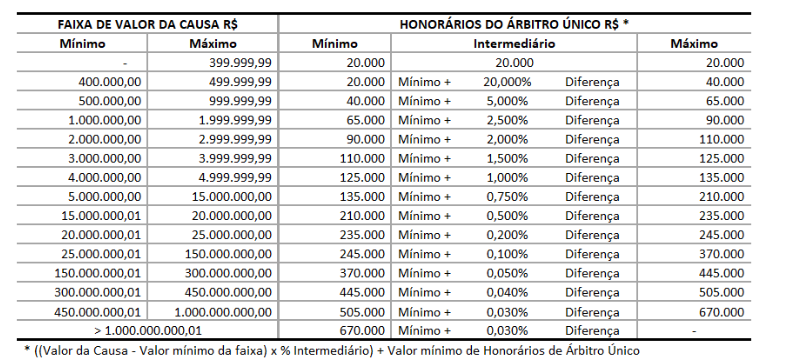 FAIXA DE VALOR DA CAUSA R$ HONORÁRIOS DO ÁRBITRO ÚNICO R$ *
Mínimo Máximo Mínimo Intermediário Máximo
- 399.999,99 20.000 20.000 20.000
400.000,00 499.999,99 20.000 Mínimo + 20,000% Diferença 40.000
500.000,00 999.999,99 40.000 Mínimo + 5,000% Diferença 65.000
1.000.000,00 1.999.999,99 65.000 Mínimo + 2,500% Diferença 90.000
2.000.000,00 2.999.999,99 90.000 Mínimo + 2,000% Diferença 110.000
3.000.000,00 3.999.999,99 110.000 Mínimo + 1,500% Diferença 125.000
4.000.000,00 4.999.999,99 125.000 Mínimo + 1,000% Diferença 135.000
5.000.000,00 15.000.000,00 135.000 Mínimo + 0,750% Diferença 210.000
15.000.000,01 20.000.000,00 210.000 Mínimo + 0,500% Diferença 235.000
20.000.000,01 25.000.000,00 235.000 Mínimo + 0,200% Diferença 245.000
25.000.000,01 150.000.000,00 245.000 Mínimo + 0,100% Diferença 370.000
150.000.000,01 300.000.000,00 370.000 Mínimo + 0,050% Diferença 445.000
300.000.000,01 450.000.000,00 445.000 Mínimo + 0,040% Diferença 505.000
450.000.000,01 1.000.000.000,00 505.000 Mínimo + 0,030% Diferença 670.000
> 1.000.000.000,01 670.000 Mínimo + 0,030% Diferença -
* ((Valor da Causa - Valor mínimo da faixa) x % Intermediário) + Valor mínimo de Honorários de Árbitro Único